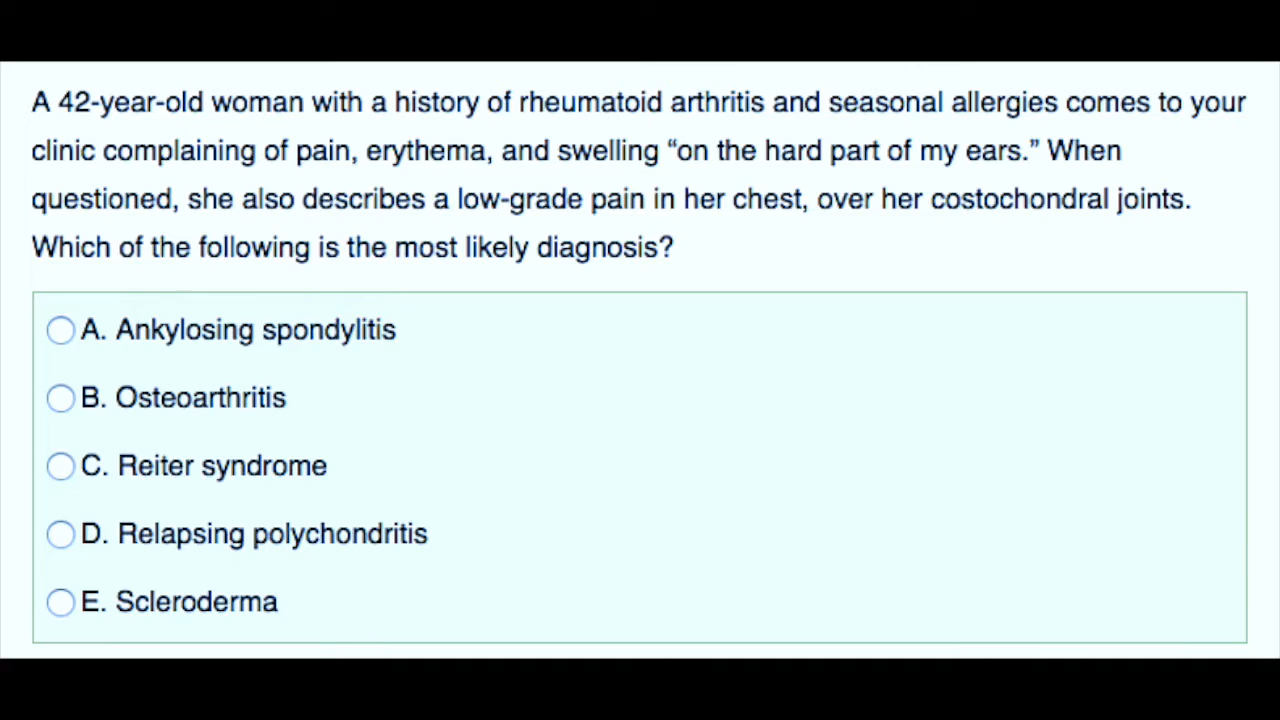 A 42-year-old woman with a history of rheumatoid arthritis and seasonal allergies comes to your
clinic complaining of pain, erythema, and swelling “on the hard part of my ears.” When
questioned, she also describes a low-grade pain in her chest, over her costochondral joints.
Which of the following is the most likely diagnosis?
A. Ankylosing spondylitis
B. Osteoarthritis
C. Reiter syndrome
D. Relapsing polychondritis
E. Scleroderma